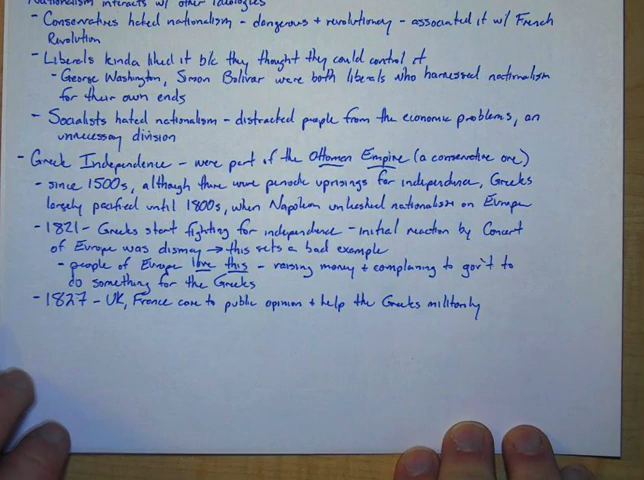 Nationalism interacts w/ other ideologies
- Conservatives hated nationalism - dangerous + revolutionary - associated it w/ French
Revolution
- Liberals kinda liked it b/c they thought they could control it
- George Washington, Simon Bolivar were both liberals who harnessed nationalism
for their own ends
- Socialists hated nationalism - distracted people from the economic problems, an
unnecessary division
- Greek Independence - were part of the Ottoman Empire (a conservative one)
- since 1500s, although there were periodic uprisings for independence, Greeks
largely pacified until 1800s, when Napoleon unleashed nationalism on Europe
- 1821 - Greeks start fighting for independence - initial reaction by Concert
of Europe was dismay → this sets a bad example
- people of Europe love this - raising money + complaining to gov't to
do something for the Greeks
- 1827 - UK, France cave to public opinion + help the Greeks militarily